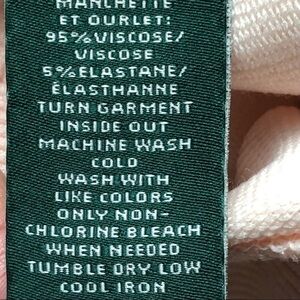 MANCHETTE
ET OURLET:
95% VISCOSE/
VISCOSE
5% ELASTANE/
ÉLASTHANNE
TURN GARMENT
INSIDE OUT
MACHINE WASH
COLD
WASH WITH
LIKE COLORS
ONLY NON-
CHLORINE BLEACH
WHEN NEEDED
TUMBLE DRY LOW
COOL IRON